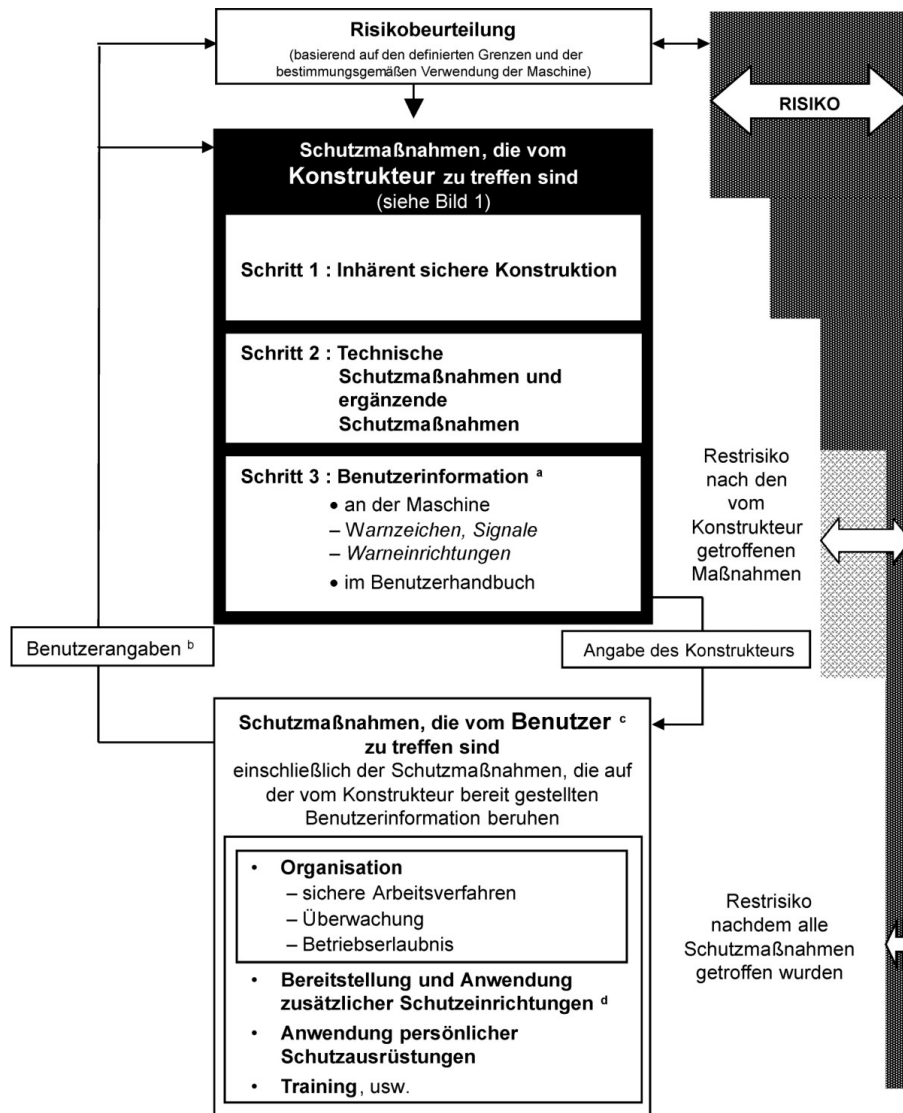 Risikobeurteilung
(basierend auf den definierten Grenzen und der
bestimmungsgemäßen Verwendung der Maschine)
RISIKO
Schutzmaßnahmen, die vom
Konstrukteur zu treffen sind
(siehe Bild 1)
Schritt 1 : Inhärent sichere Konstruktion
Schritt 2 : Technische
Schutzmaßnahmen und
ergänzende
Schutzmaßnahmen
Schritt 3 : Benutzerinformation a
• an der Maschine
– Warnzeichen, Signale
– Warneinrichtungen
• im Benutzerhandbuch
Restrisiko
nach den
vom
Konstrukteur
getroffenen
Maßnahmen
Benutzerangaben b
Angabe des Konstrukteurs
Schutzmaßnahmen, die vom Benutzer c
zu treffen sind
einschließlich der Schutzmaßnahmen, die auf
der vom Konstrukteur bereit gestellten
Benutzerinformation beruhen
• Organisation
– sichere Arbeitsverfahren
– Überwachung
– Betriebserlaubnis
• Bereitstellung und Anwendung
zusätzlicher Schutzeinrichtungen d
• Anwendung persönlicher
Schutzausrüstungen
• Training, usw.
Restrisiko
nachdem alle
Schutzmaßnahmen
getroffen wurden